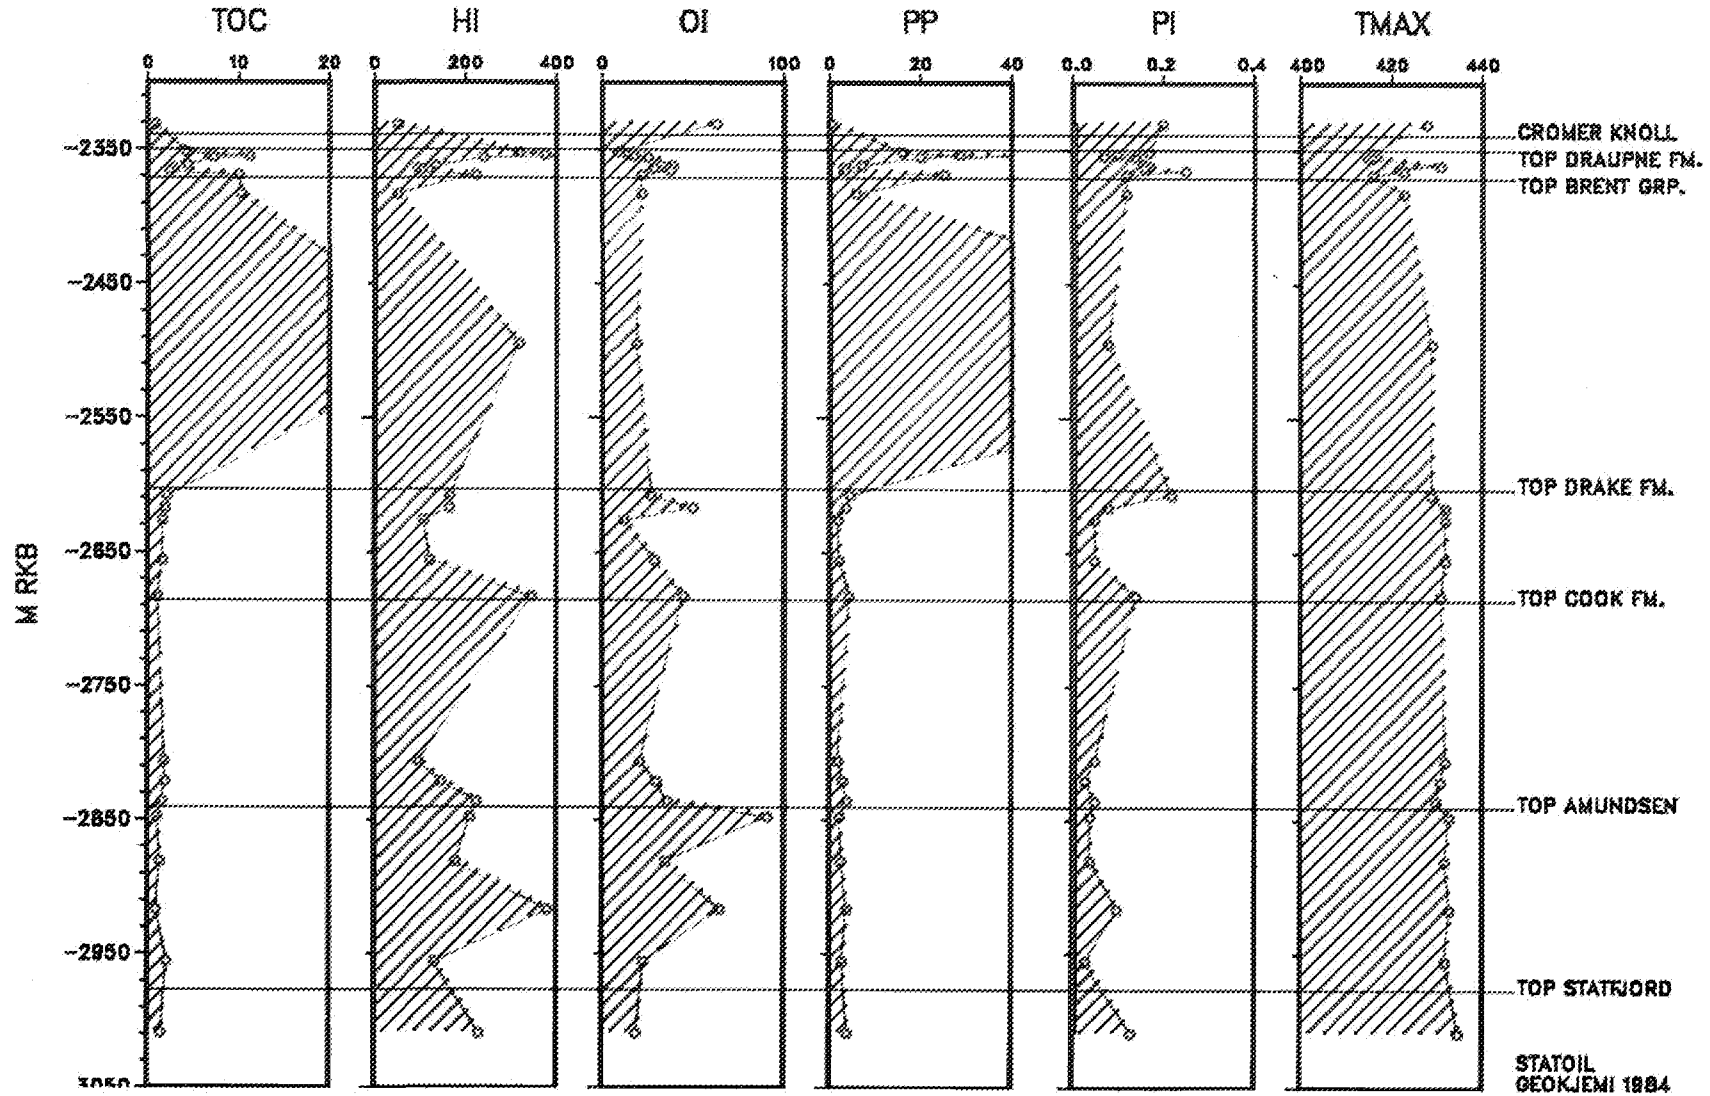 TOC HI OI PP PI TMAX
0 10 20 0 200 400 0 100 0 20 40 0.0 0.2 0.4 400 420 440
CROMER KNOLL
-2350
TOP DRAUPNE FM.
TOP BRENT GRP.
-2450
-2550
TOP DRAKE FM.
-2650
M RKB
TOP COOK FM.
-2750
TOP AMUNDSEN
-2850
-2950
TOP STATFJORD
STATOIL
3050
GEOKJEMI 1984